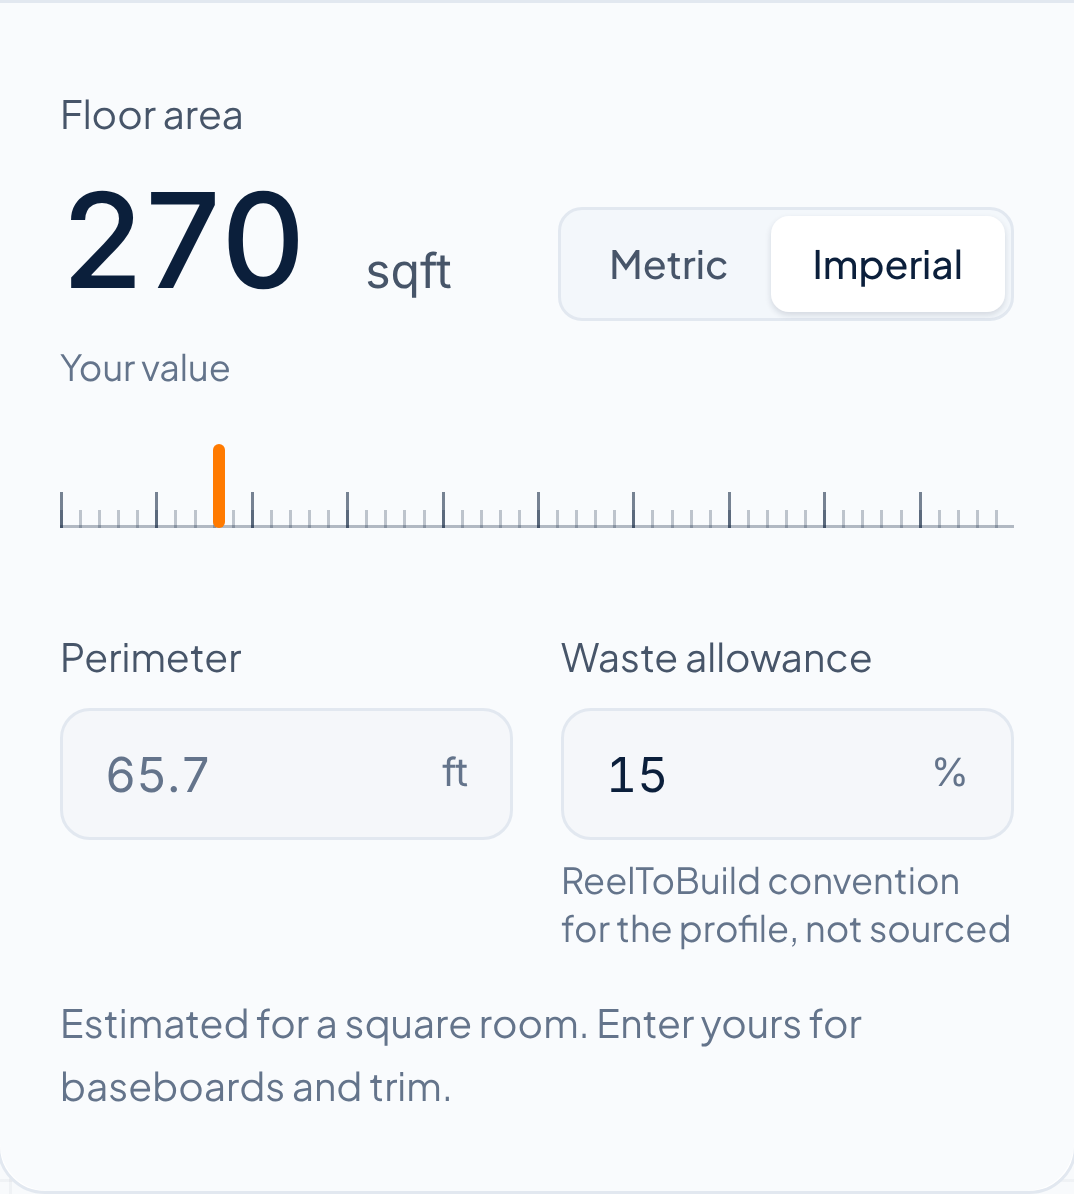 Floor area
270 sqft
Metric Imperial
Your value
Perimeter
Waste allowance
65.7 ft
15 %
ReelToBuild convention
for the profile, not sourced
Estimated for a square room. Enter yours for
baseboards and trim.